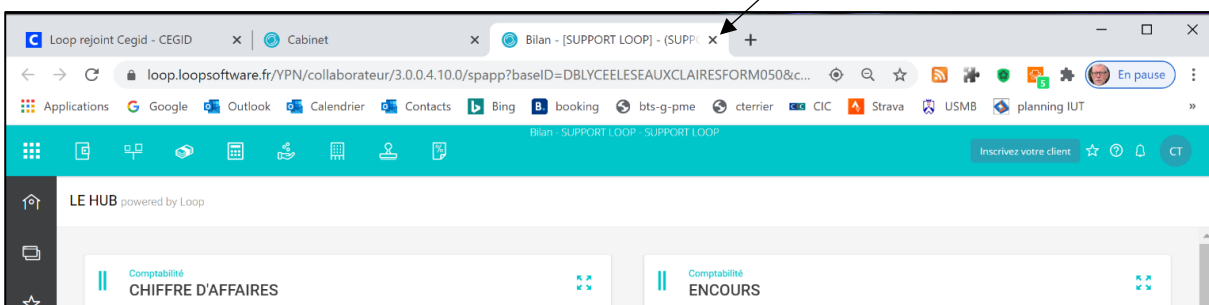 Loop rejoint Cegid - CEGID Cabinet Bilan - [SUPPORT LOOP] - (SUPP
loop.loopsoftware.fr/YPN/collaborateur/3.0.0.4.10.0/spapp?baseID=DBLYCEELESEAUXCLAIRESFORM050&c... 5 En pause
Applications Google Outlook Calendrier Contacts Bing B. booking bts-g-pme cterrier CIC Strava USMB planning IUT »
Bilan - SUPPORT LOOP - SUPPORT LOOP
Inscrivez votre client CT
LE HUB powered by Loop
Comptabilité Comptabilité
CHIFFRE D'AFFAIRES ENCOURS